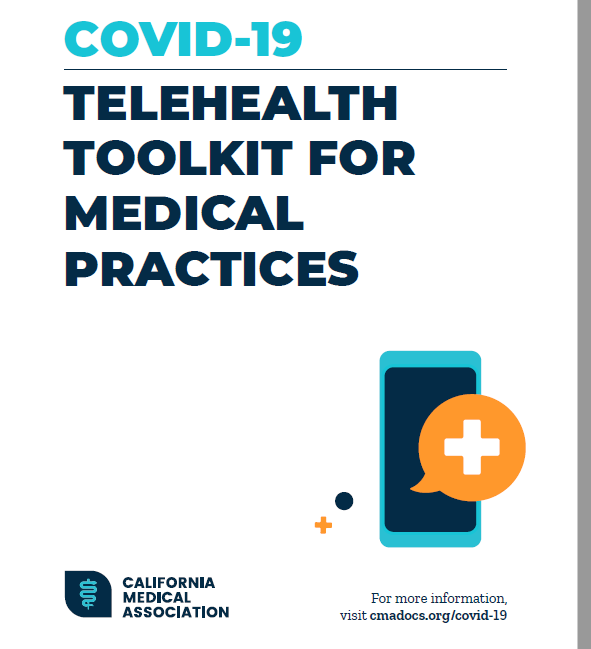 COVID-19
TELEHEALTH
TOOLKIT FOR
MEDICAL
PRACTICES
CALIFORNIA
MEDICAL
ASSOCIATION
For more information,
visit cmadocs.org/covid-19